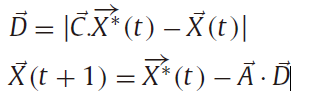 D⃗ = |C⃗.X⃗*(t) – X⃗(t)|
X⃗(t + 1) = X⃗*(t) – A⃗ · D⃗|